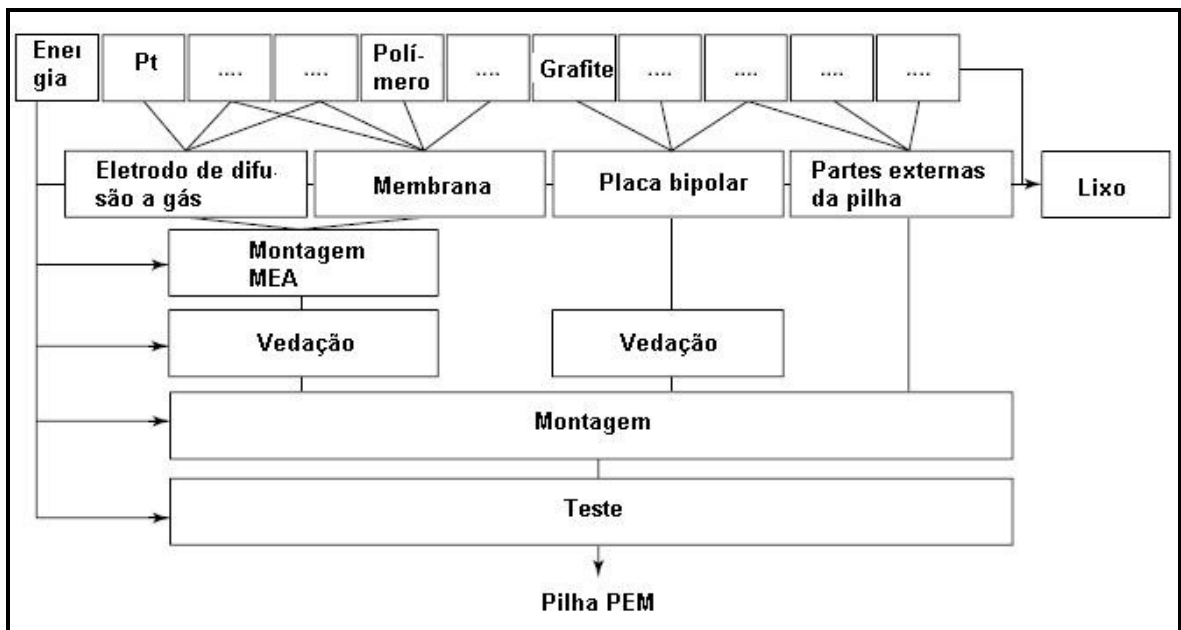 Ener
gia
Pt
....
....
Polí-
mero
....
Grafite
....
....
....
....
Eletrodo de difu-
são a gás
Membrana
Placa bipolar
Partes externas
da pilha
Lixo
Montagem
MEA
Vedação
Vedação
Montagem
Teste
Pilha PEM